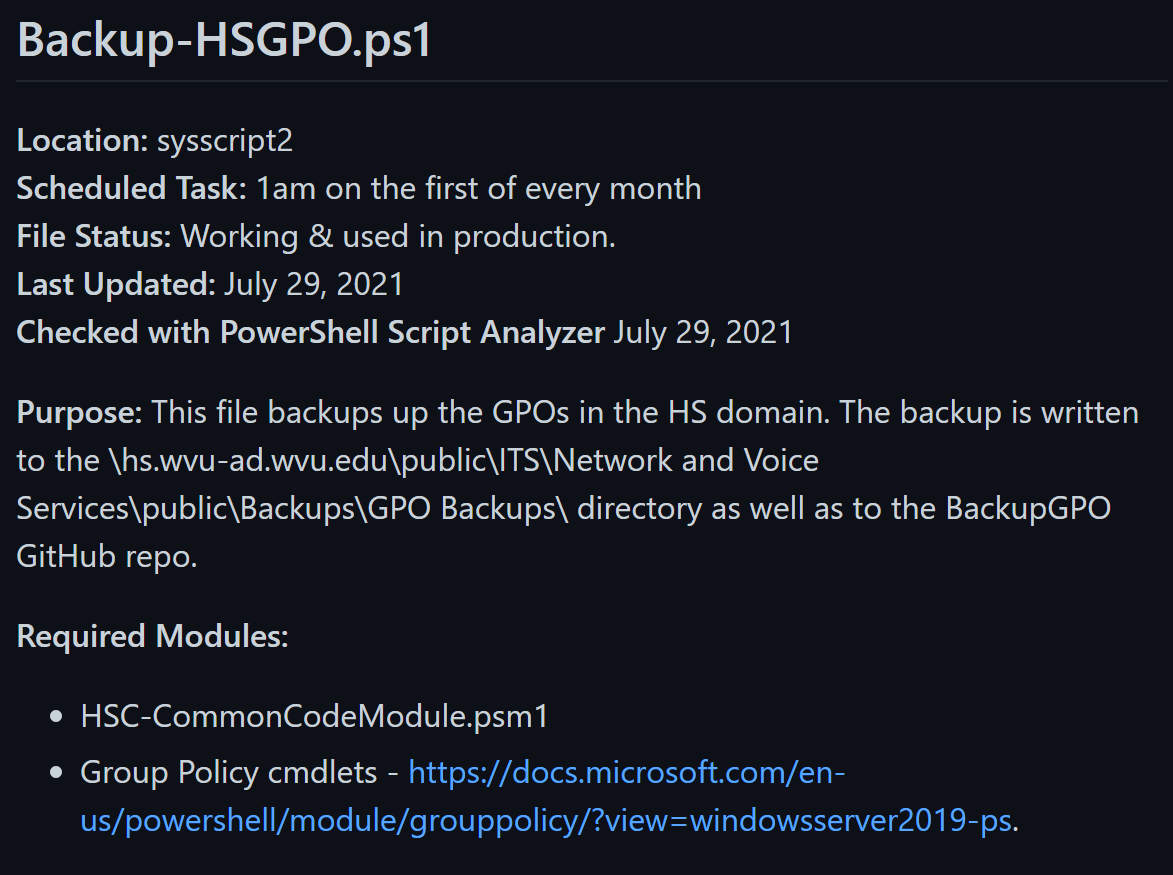 Backup-HSGPO.ps1
Location: sysscript2
Scheduled Task: 1am on the first of every month
File Status: Working & used in production.
Last Updated: July 29, 2021
Checked with PowerShell Script Analyzer July 29, 2021
Purpose: This file backups up the GPOs in the HS domain. The backup is written
to the \hs.wvu-ad.wvu.edu\public\ITS\Network and Voice
Services\public\Backups\GPO Backups\ directory as well as to the BackupGPO
GitHub repo.
Required Modules:
• HSC-CommonCodeModule.psm1
• Group Policy cmdlets - https://docs.microsoft.com/en-
us/powershell/module/grouppolicy/?view=windowsserver2019-ps.